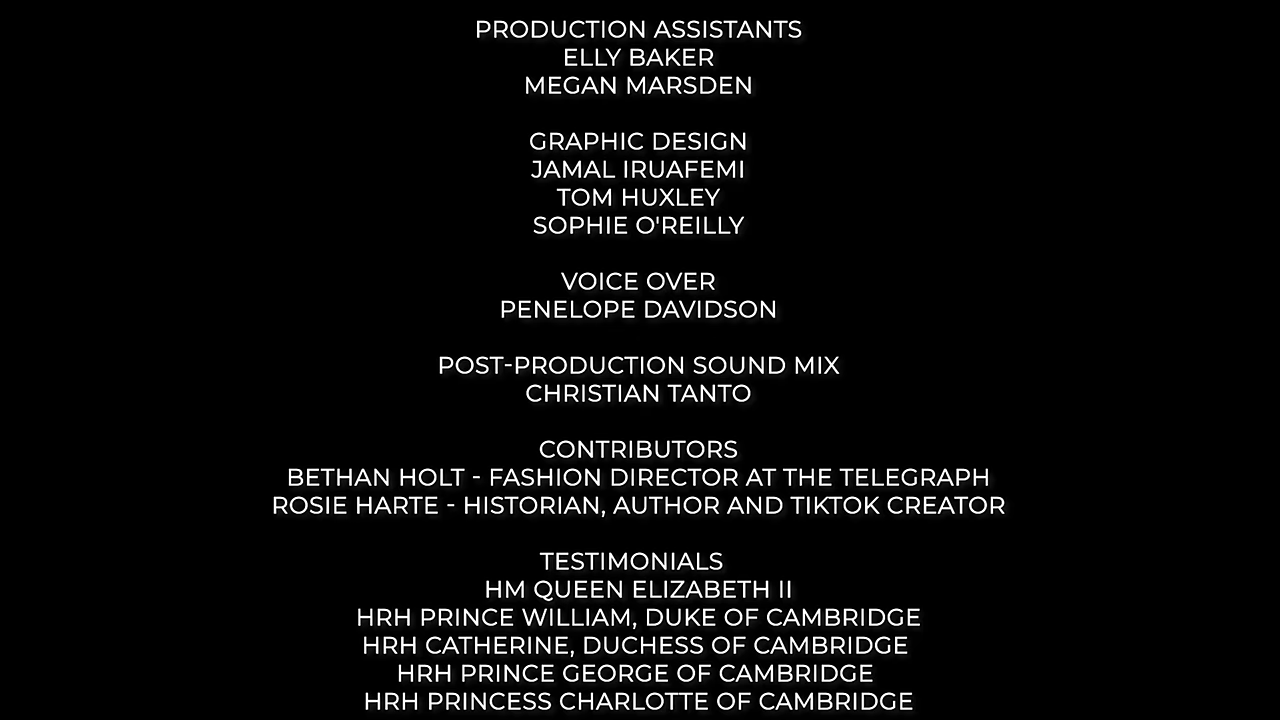 PRODUCTION ASSISTANTS
ELLY BAKER
MEGAN MARSDEN
GRAPHIC DESIGN
JAMAL IRUAFEMI
TOM HUXLEY
SOPHIE O'REILLY
VOICE OVER
PENELOPE DAVIDSON
POST-PRODUCTION SOUND MIX
CHRISTIAN TANTO
CONTRIBUTORS
BETHAN HOLT - FASHION DIRECTOR AT THE TELEGRAPH
ROSIE HARTE - HISTORIAN, AUTHOR AND TIKTOK CREATOR
TESTIMONIALS
HM QUEEN ELIZABETH II
HRH PRINCE WILLIAM, DUKE OF CAMBRIDGE
HRH CATHERINE, DUCHESS OF CAMBRIDGE
HRH PRINCE GEORGE OF CAMBRIDGE
HRH PRINCESS CHARLOTTE OF CAMBRIDGE